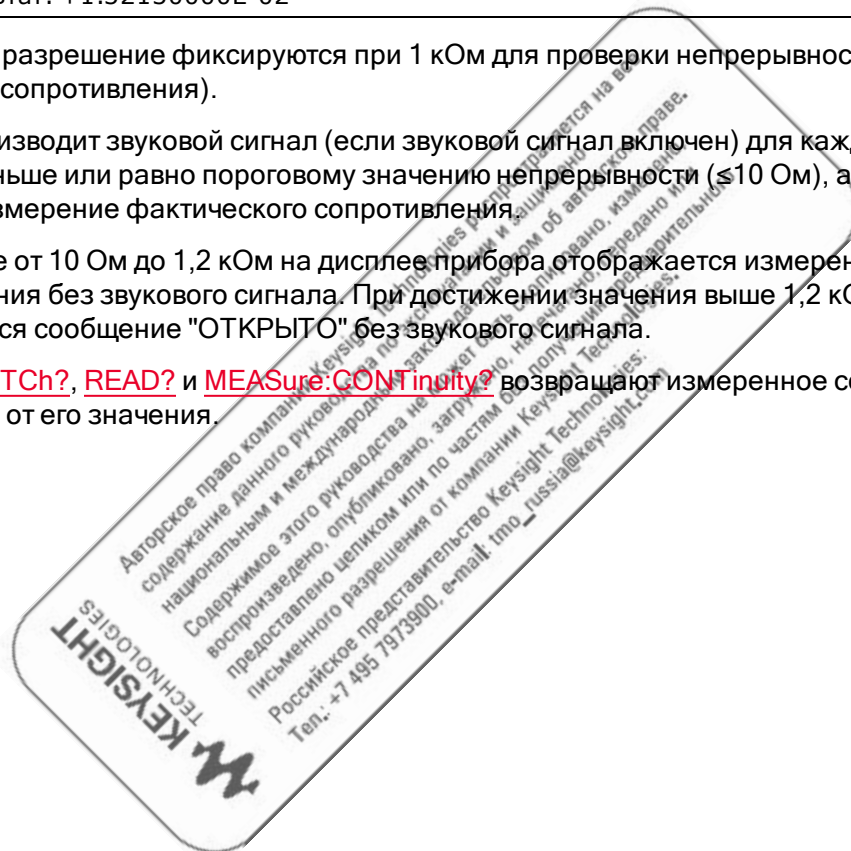 разрешение фиксируются при 1 кОм для проверки непрерывнос
сопротивления).
изводит звуковой сигнал (если звуковой сигнал включен) для каж
ньше или равно пороговому значению непрерывности (≤10 Ом), а
змерение фактического сопротивления.
е от 10 Ом до 1,2 кОм на дисплее прибора отображается измерен
ния без звукового сигнала. При достижении значения выше 1,2 кО
ся сообщение "ОТКРЫТО" без звукового сигнала.
TCh?, READ? и MEASure:CONTinuity? возвращают измеренное со
от его значения.
Авторское право компании Keysight Technologies распространяется на все
содержание данного руководства по эксплуатации и защищено
национальным и международным законодательством об авторском праве.
Содержимое этого руководства не может быть скопировано, изменено,
воспроизведено, опубликовано, загружено, напечатано, передано или
предоставлено целиком или по частям без получения предварительного
письменного разрешения от компании Keysight Technologies.
Российское представительство Keysight Technologies:
Тел.: +7 495 7973900, e-mail: tmo_russia@keysight.com
KEYSIGHT
TECHNOLOGIES